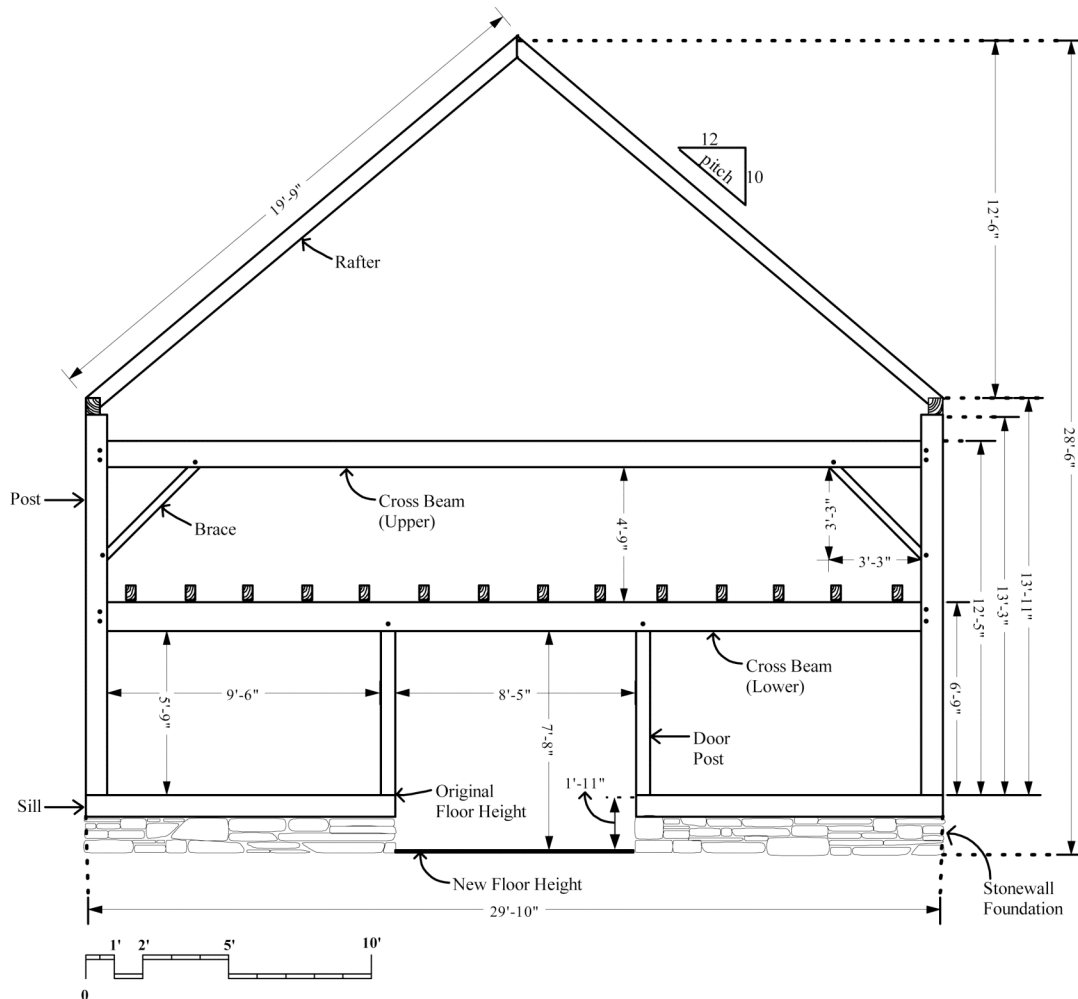 19'-9"
12
pitch
10
12'-6"
Rafter
28'-6"
Post
Brace
Cross Beam
(Upper)
4'-9"
3'-3"
3'-3"
13'-11"
13'-3"
12'-5"
Cross Beam
(Lower)
6'-9"
9'-6"
8'-5"
5'-9"
7'-8"
Door
Post
1'-11"
Original
Floor Height
Sill
New Floor Height
Stonewall
Foundation
29'-10"
1' 2' 5' 10'
0